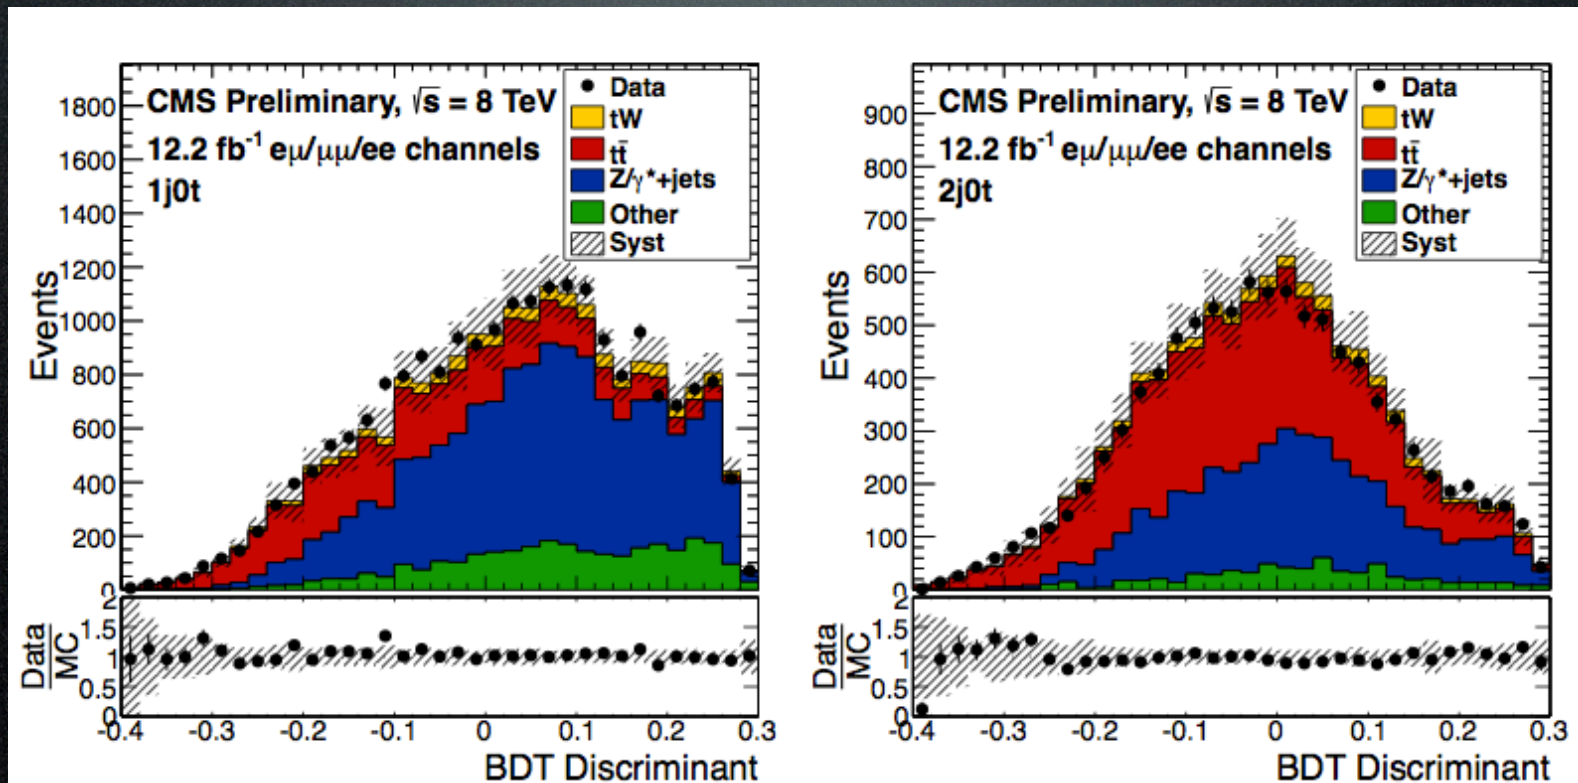 CMS Preliminary, √s = 8 TeV
12.2 fb⁻¹ eμ/μμ/ee channels
1j0t
Data
tW
tt̄
Z/γ*+jets
Other
Syst
Events
1800
1600
1400
1200
1000
800
600
400
200
0
Data
MC
2
1.5
1
0.5
0
-0.4
-0.3
-0.2
-0.1
0
0.1
0.2
0.3
BDT Discriminant
CMS Preliminary, √s = 8 TeV
12.2 fb⁻¹ eμ/μμ/ee channels
2j0t
Data
tW
tt̄
Z/γ*+jets
Other
Syst
Events
900
800
700
600
500
400
300
200
100
0
Data
MC
2
1.5
1
0.5
0
-0.4
-0.3
-0.2
-0.1
0
0.1
0.2
0.3
BDT Discriminant